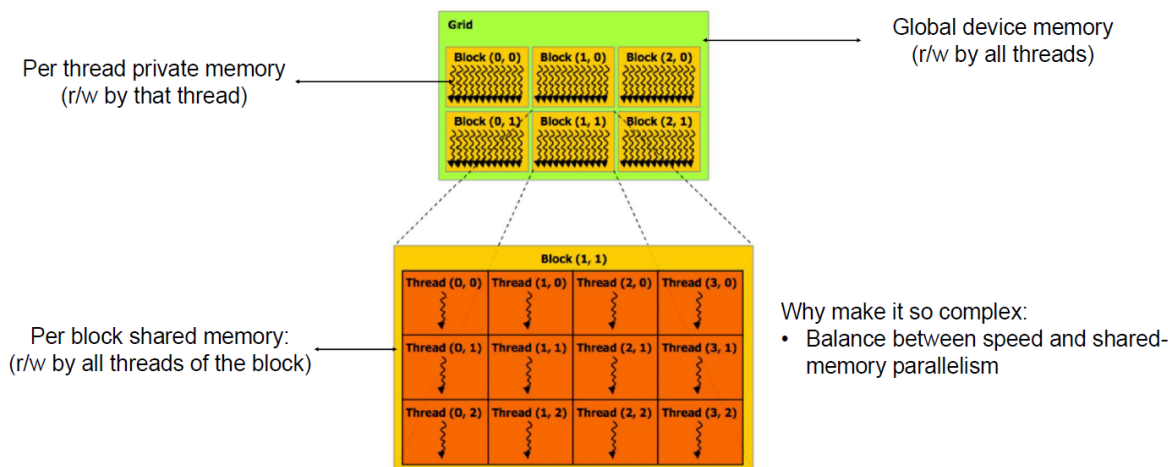 Grid
Block (0, 0) Block (1, 0) Block (2, 0)
Block (0, 1) Block (1, 1) Block (2, 1)
Global device memory
(r/w by all threads)
Per thread private memory
(r/w by that thread)
Block (1, 1)
Thread (0, 0) Thread (1, 0) Thread (2, 0) Thread (3, 0)
Thread (0, 1) Thread (1, 1) Thread (2, 1) Thread (3, 1)
Thread (0, 2) Thread (1, 2) Thread (2, 2) Thread (3, 2)
Per block shared memory:
(r/w by all threads of the block)
Why make it so complex:
• Balance between speed and shared-
memory parallelism